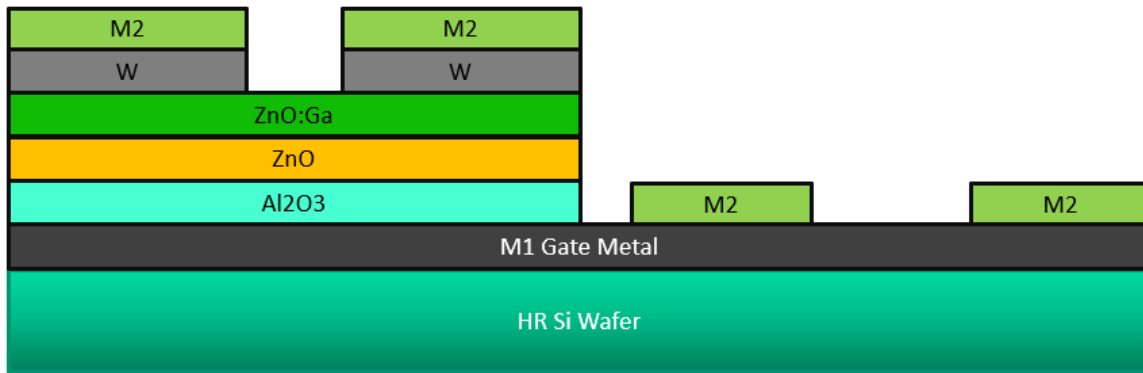 M2
M2
W
W
ZnO:Ga
ZnO
Al2O3
M2
M2
M1 Gate Metal
HR Si Wafer